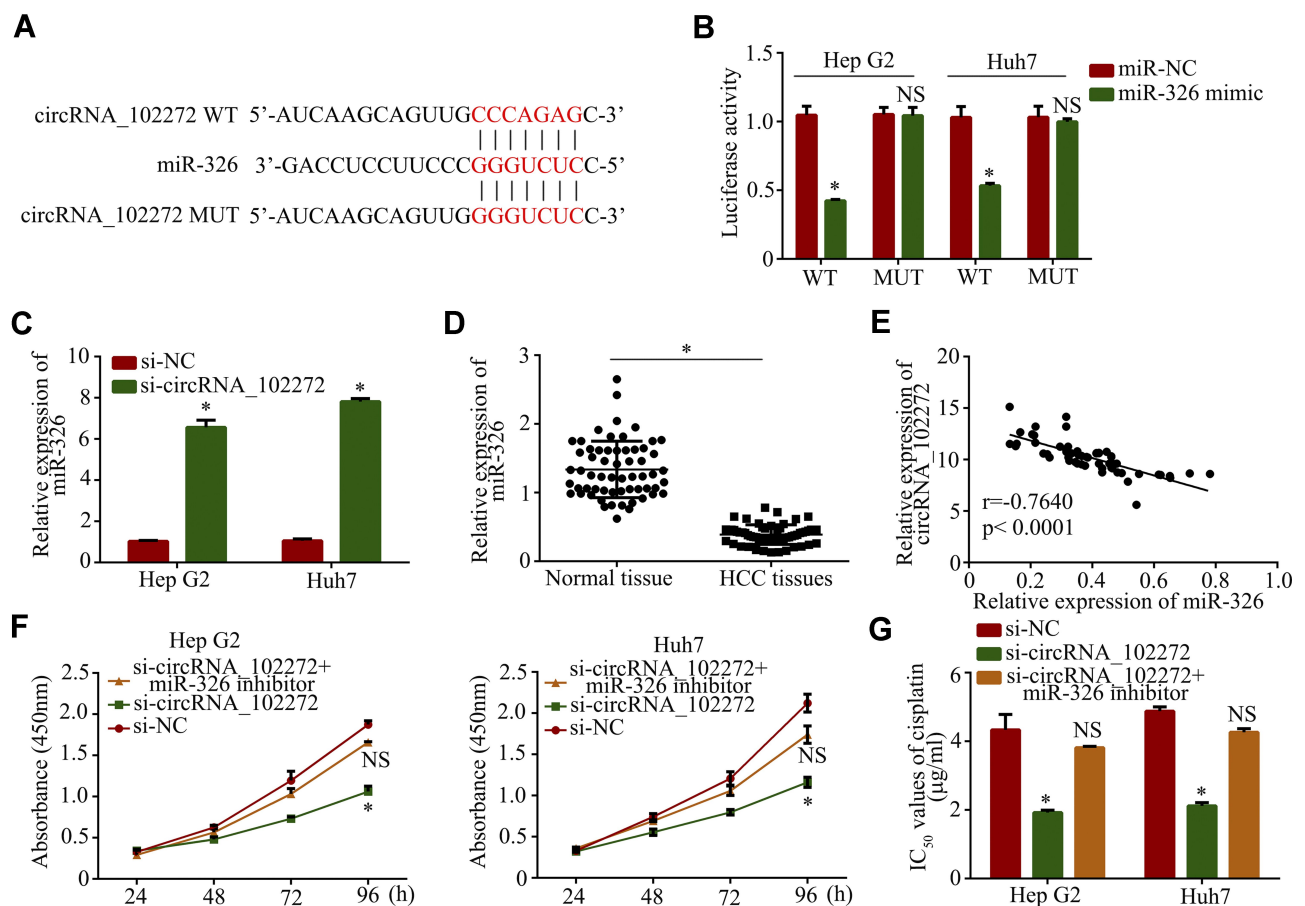 A
circRNA_102272 WT 5’-AUCAAGCAGUUGCCCAGAGC-3’
miR-326 3’-GACCUCCUUCCCGGGUCUCC-5’
circRNA_102272 MUT 5’-AUCAAGCAGUUGGGGUCUCC-3’
B
Luciferase activity
1.5
1.0
0.5
0
Hep G2
Huh7
miR-NC
miR-326 mimic
*
NS
*
NS
WT
MUT
WT
MUT
C
Relative expression of
miR-326
10
8
6
4
2
0
si-NC
si-circRNA_102272
*
*
Hep G2
Huh7
D
Relative expression of
miR-326
3
2
1
0
*
Normal tissue
HCC tissues
E
Relative expression of
circRNA_102272
20
15
10
5
0
r=-0.7640
p< 0.0001
0
0.2
0.4
0.6
0.8
1.0
Relative expression of miR-326
F
Hep G2
Absorbance (450nm)
2.5
2.0
1.5
1.0
0.5
0
si-circRNA_102272+
miR-326 inhibitor
si-circRNA_102272
si-NC
NS
*
24
48
72
96
(h)
Huh7
Absorbance (450nm)
2.5
2.0
1.5
1.0
0.5
0
si-circRNA_102272+
miR-326 inhibitor
si-circRNA_102272
si-NC
NS
*
24
48
72
96
(h)
G
si-NC
si-circRNA_102272
si-circRNA_102272+
miR-326 inhibitor
IC50 values of cisplatin
(µg/ml)
6
4
2
0
*
NS
*
NS
Hep G2
Huh7